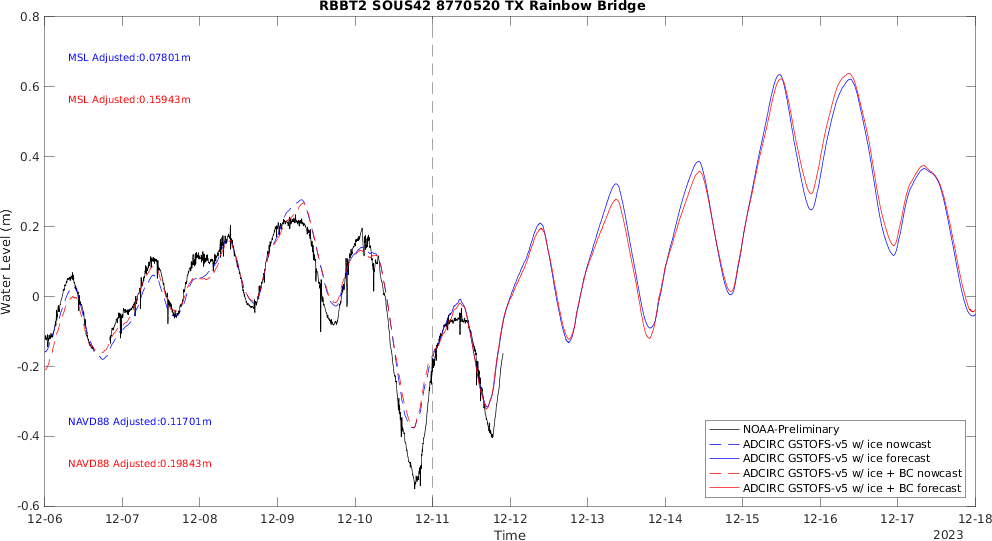 RBBT2 SOUS42 8770520 TX Rainbow Bridge
0.8
0.6
0.4
0.2
0
-0.2
-0.4
-0.6
Water Level (m)
MSL Adjusted:0.07801m
MSL Adjusted:0.15943m
NAVD88 Adjusted:0.11701m
NAVD88 Adjusted:0.19843m
NOAA-Preliminary
ADCIRC GSTOFS-v5 w/ ice nowcast
ADCIRC GSTOFS-v5 w/ ice forecast
ADCIRC GSTOFS-v5 w/ ice + BC nowcast
ADCIRC GSTOFS-v5 w/ ice + BC forecast
12-06 12-07 12-08 12-09 12-10 12-11 12-12 12-13 12-14 12-15 12-16 12-17 12-18
Time
2023